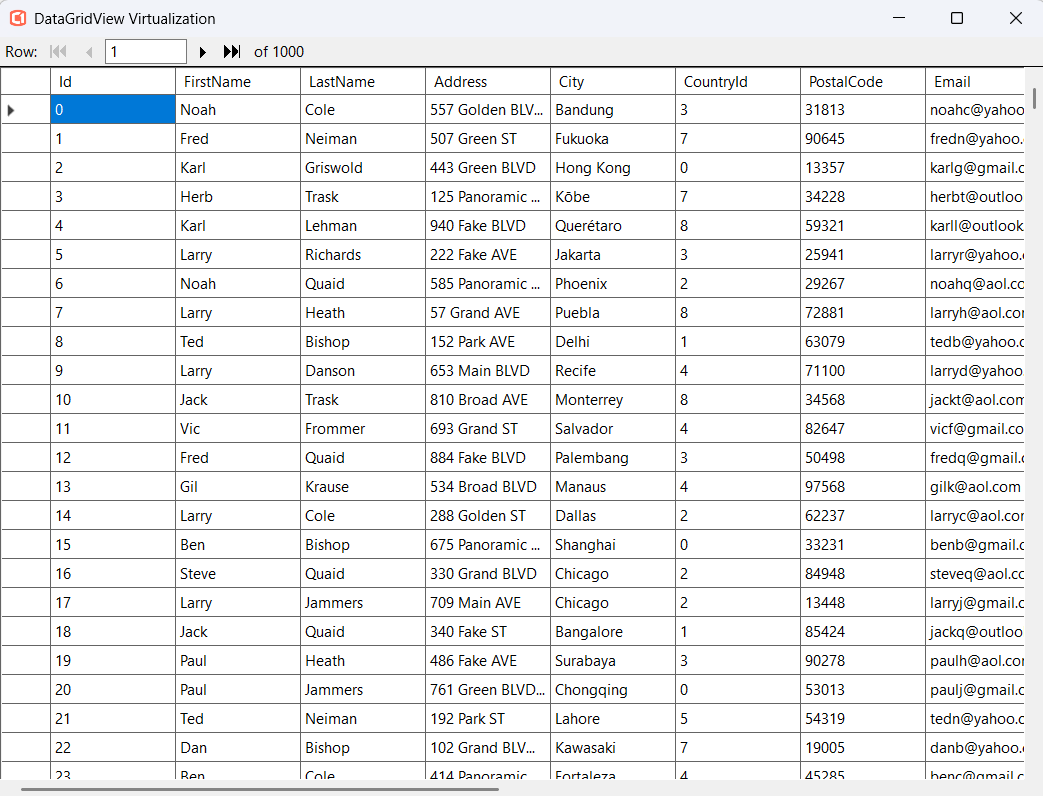 DataGridView Virtualization
Row: 1 of 1000
Id FirstName LastName Address City CountryId PostalCode Email
0 Noah Cole 557 Golden BLV... Bandung 3 31813 noahc@yahoo
1 Fred Neiman 507 Green ST Fukuoka 7 90645 fredn@yahoo.
2 Karl Griswold 443 Green BLVD Hong Kong 0 13357 karlg@gmail.c
3 Herb Trask 125 Panoramic ... Kōbe 7 34228 herbt@outloo
4 Karl Lehman 940 Fake BLVD Querétaro 8 59321 karll@outlook
5 Larry Richards 222 Fake AVE Jakarta 3 25941 larryr@yahoo.
6 Noah Quaid 585 Panoramic ... Phoenix 2 29267 noahq@aol.co
7 Larry Heath 57 Grand AVE Puebla 8 72881 larryh@aol.co
8 Ted Bishop 152 Park AVE Delhi 1 63079 tedb@yahoo.c
9 Larry Danson 653 Main BLVD Recife 4 71100 larryd@yahoo
10 Jack Trask 810 Broad AVE Monterrey 8 34568 jackt@aol.com
11 Vic Frommer 693 Grand ST Salvador 4 82647 vicf@gmail.co
12 Fred Quaid 884 Fake BLVD Palembang 3 50498 fredq@gmail.
13 Gil Krause 534 Broad BLVD Manaus 4 97568 gilk@aol.com
14 Larry Cole 288 Golden ST Dallas 2 62237 larryc@aol.co
15 Ben Bishop 675 Panoramic ... Shanghai 0 33231 benb@gmail.c
16 Steve Quaid 330 Grand BLVD Chicago 2 84948 steveq@aol.co
17 Larry Jammers 709 Main AVE Chicago 2 13448 larryj@gmail.c
18 Jack Quaid 340 Fake ST Bangalore 1 85424 jackq@outloo
19 Paul Heath 486 Fake AVE Surabaya 3 90278 paulh@aol.co
20 Paul Jammers 761 Green BLVD... Chongqing 0 53013 paulj@gmail.c
21 Ted Neiman 192 Park ST Lahore 5 54319 tedn@yahoo.c
22 Dan Bishop 102 Grand BLV... Kawasaki 7 19005 danb@yahoo.
23 Ben Cole 414 Panoramic Fortaleza 4 45285 benc@gmail.c